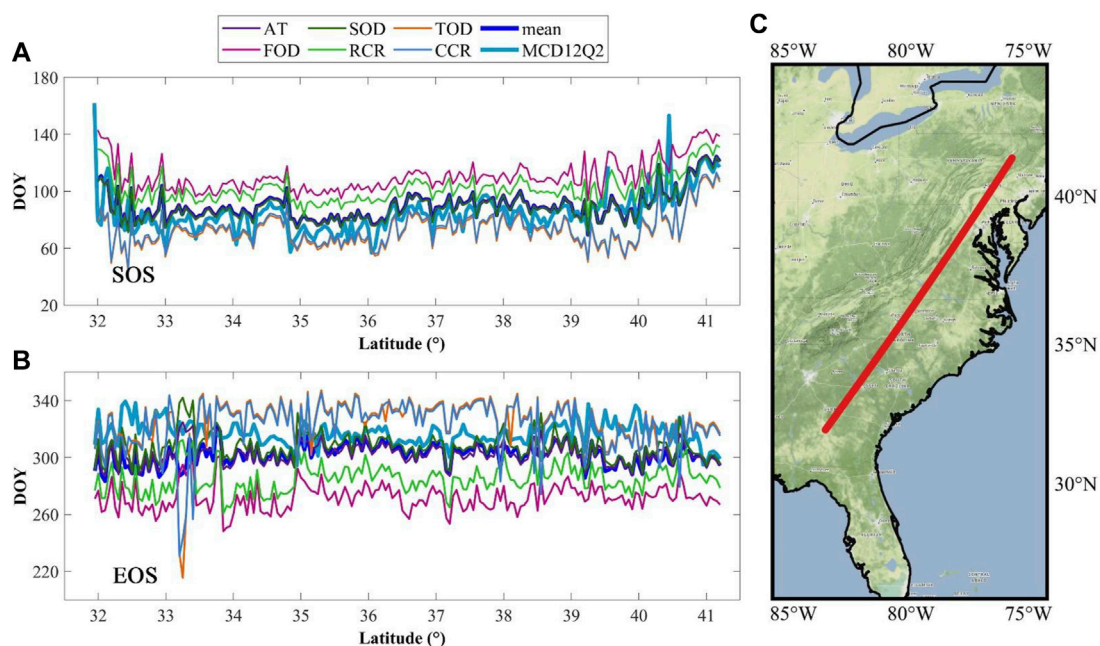 AT SOD TOD mean
FOD RCR CCR MCD12Q2
A
180
140
100
60
20
DOY
SOS
32 33 34 35 36 37 38 39 40 41
Latitude (°)
B
360
340
300
260
220
DOY
EOS
32 33 34 35 36 37 38 39 40 41
Latitude (°)
C
85°W 80°W 75°W
40°N
35°N
30°N
85°W 80°W 75°W